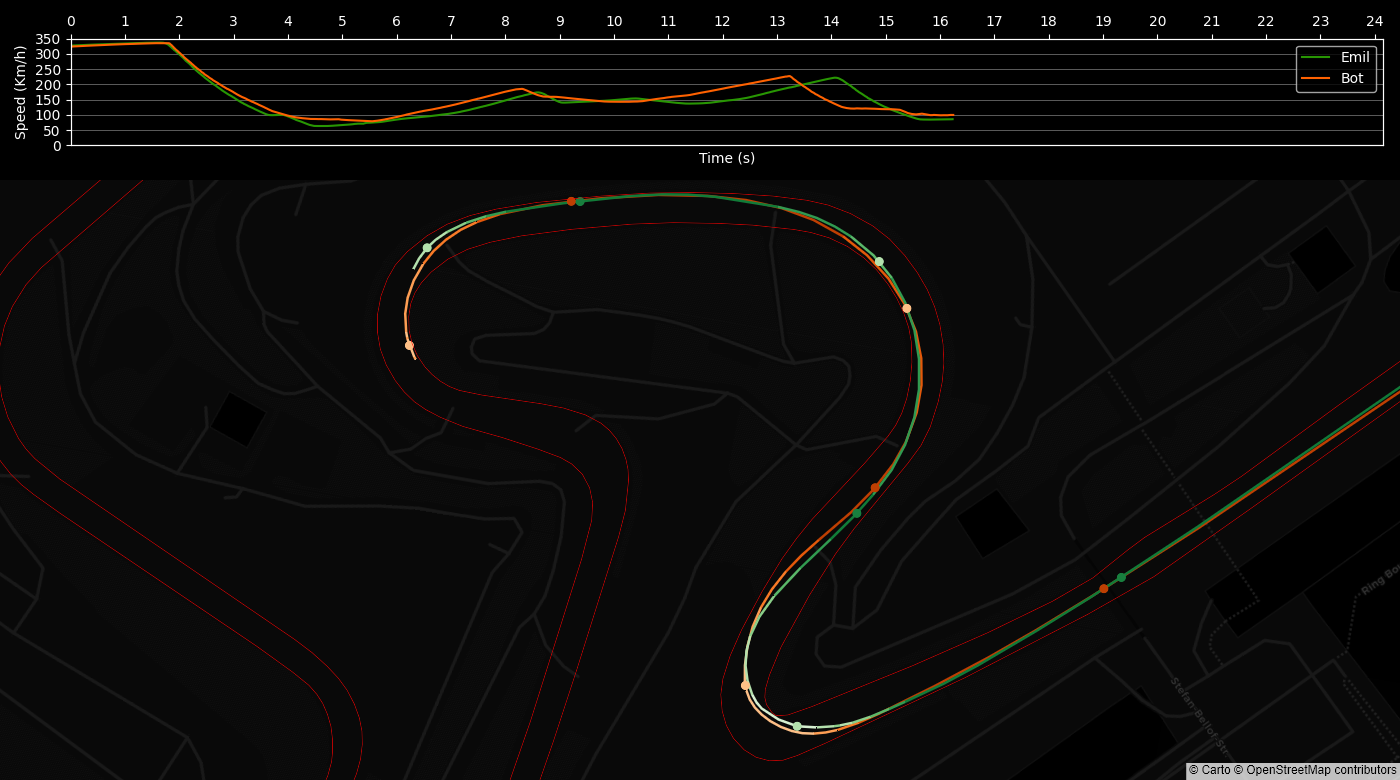 0 1 2 3 4 5 6 7 8 9 10 11 12 13 14 15 16 17 18 19 20 21 22 23 24
350
300
250
200
150
100
50
0
Speed (Km/h)
Emil
Bot
Time (s)
Ring Bo
Stefan-Bellof-Str
© Carto © OpenStreetMap contributors